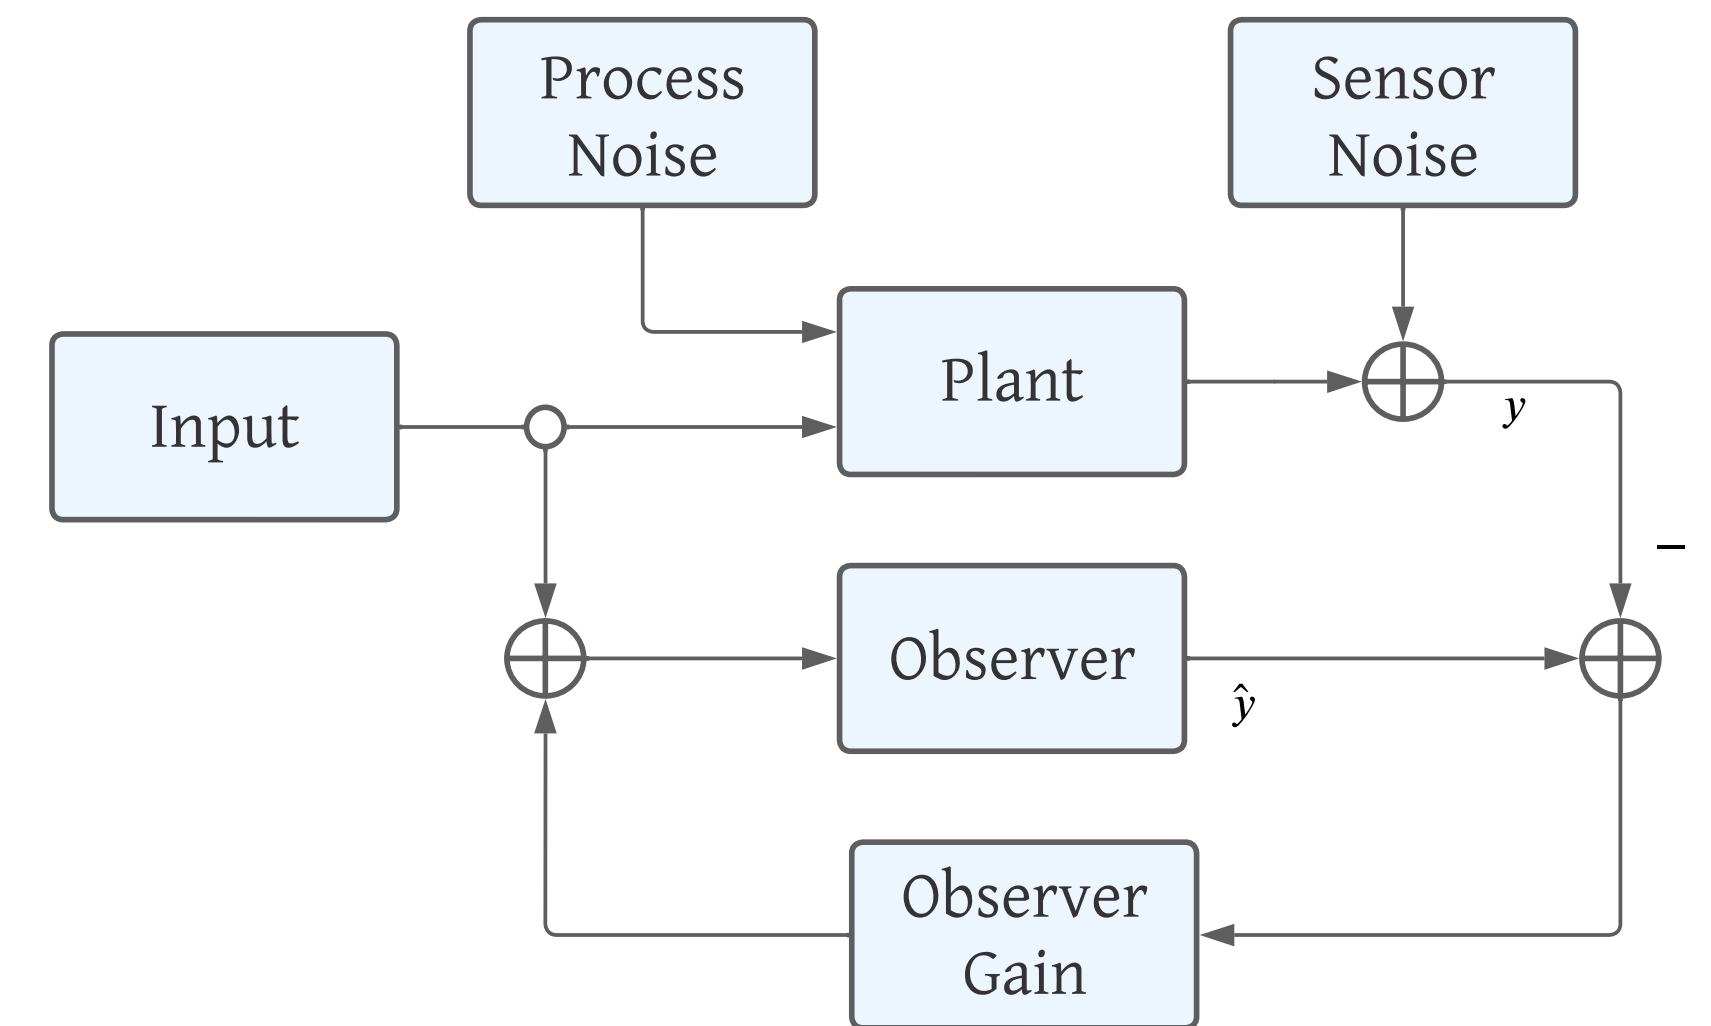 Process
Noise
Sensor
Noise
Plant
Input
y
−
Observer
ŷ
Observer
Gain